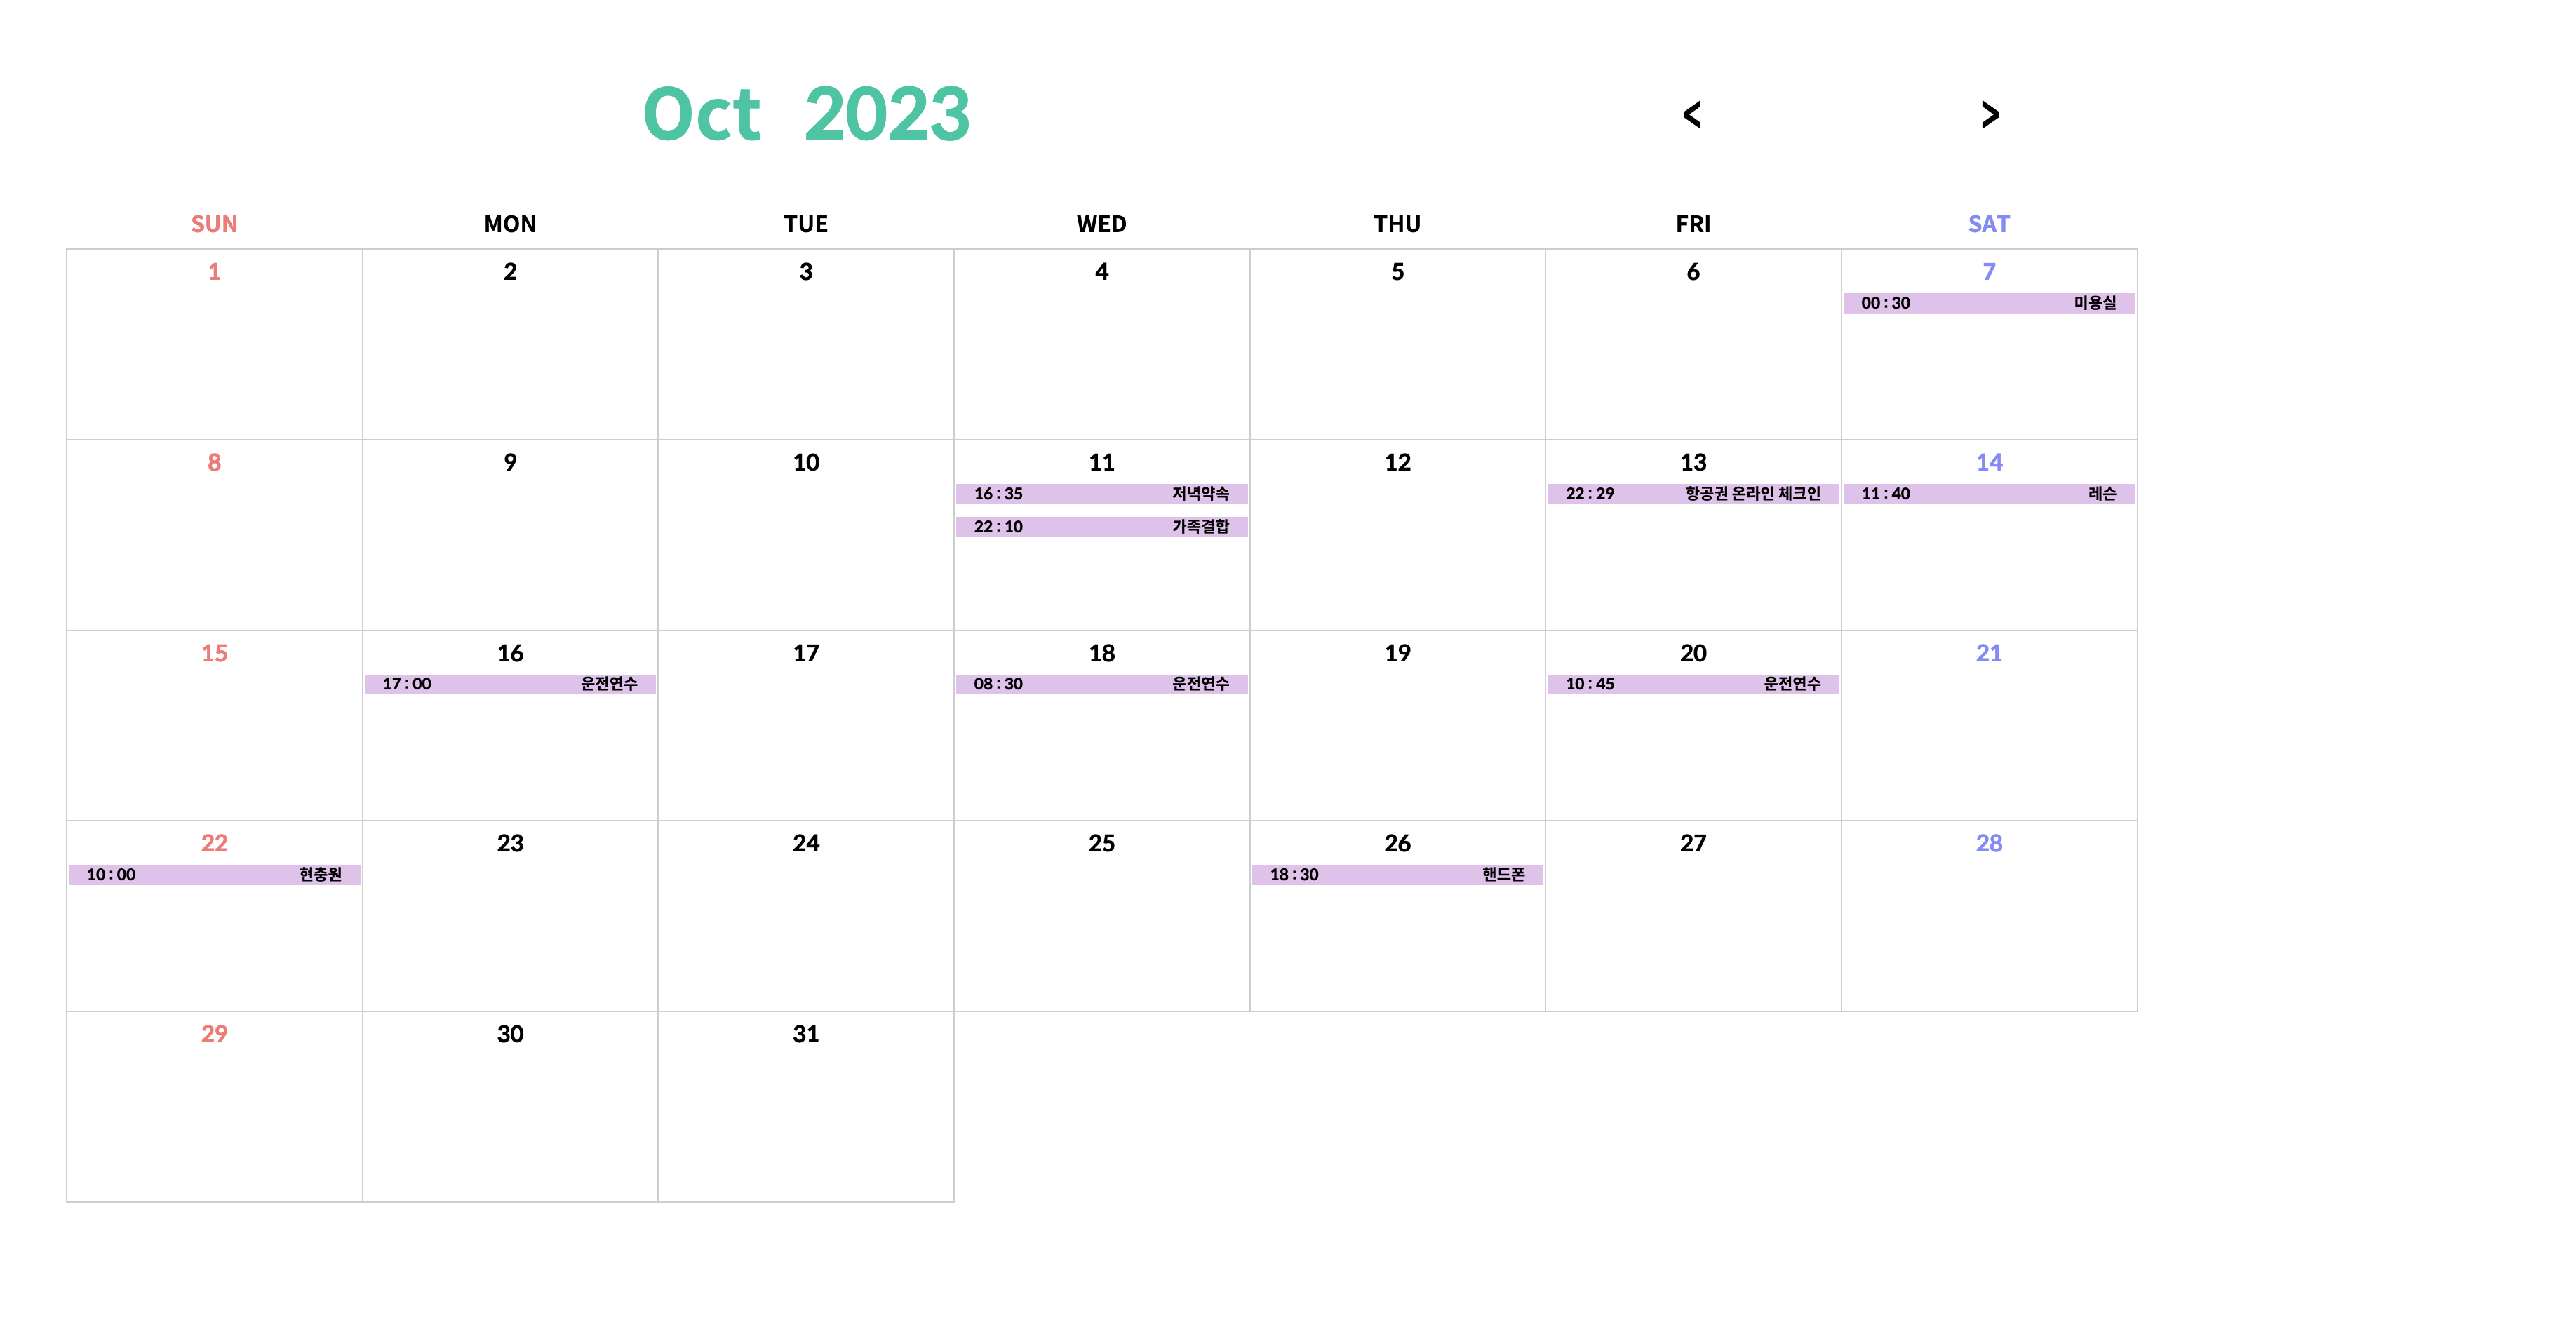 Oct 2023 < >
SUN MON TUE WED THU FRI SAT
1 2 3 4 5 6 7
00 : 30 미용실
8 9 10 11 12 13 14
16 : 35 저녁약속 22 : 29 항공권 온라인 체크인 11 : 40 레슨
22 : 10 가족결합
15 16 17 18 19 20 21
17 : 00 운전연수 08 : 30 운전연수 10 : 45 운전연수
22 23 24 25 26 27 28
10 : 00 현충원 18 : 30 핸드폰
29 30 31